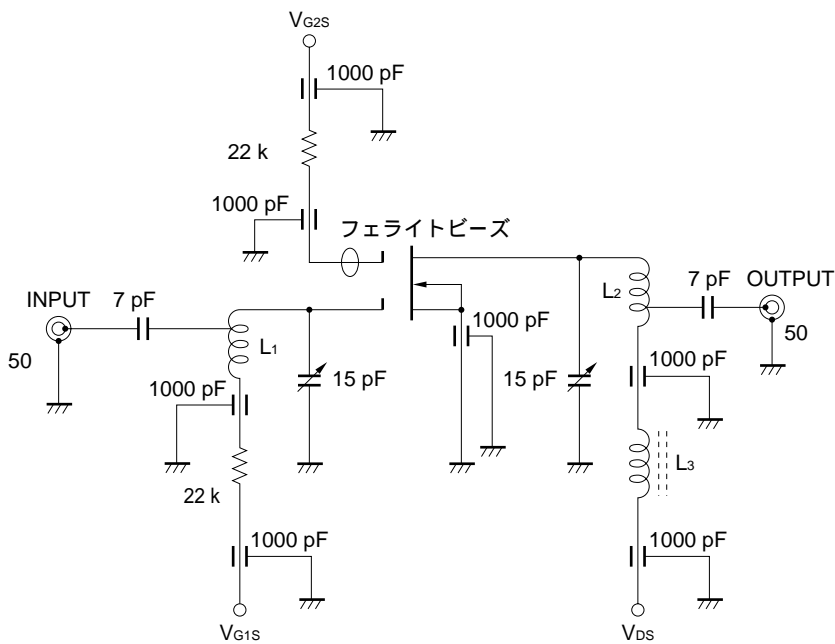 VG2S
1000 pF
22 k
1000 pF
フェライトビーズ
INPUT
7 pF
L2
7 pF
OUTPUT
50
L1
1000 pF
50
1000 pF
15 pF
15 pF
1000 pF
L3
22 k
1000 pF
1000 pF
VG1S
VDS